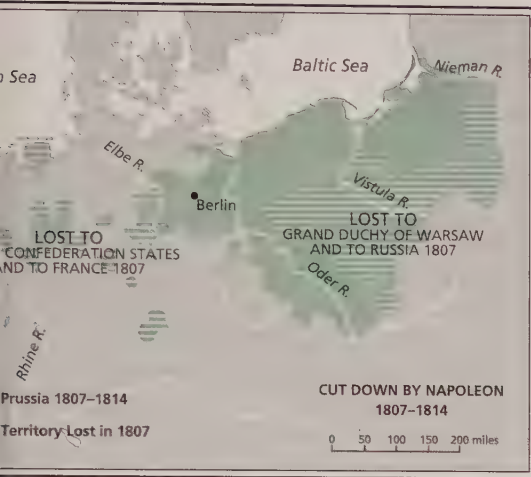 Sea
Baltic Sea
Nieman R.
Elbe R.
Berlin
Vistula R.
LOST TO
GRAND DUCHY OF WARSAW
AND TO RUSSIA 1807
LOST TO
CONFEDERATION STATES
AND TO FRANCE 1807
Oder R.
Rhine R.
Prussia 1807–1814
Territory Lost in 1807
CUT DOWN BY NAPOLEON
1807–1814
0 50 100 150 200 miles